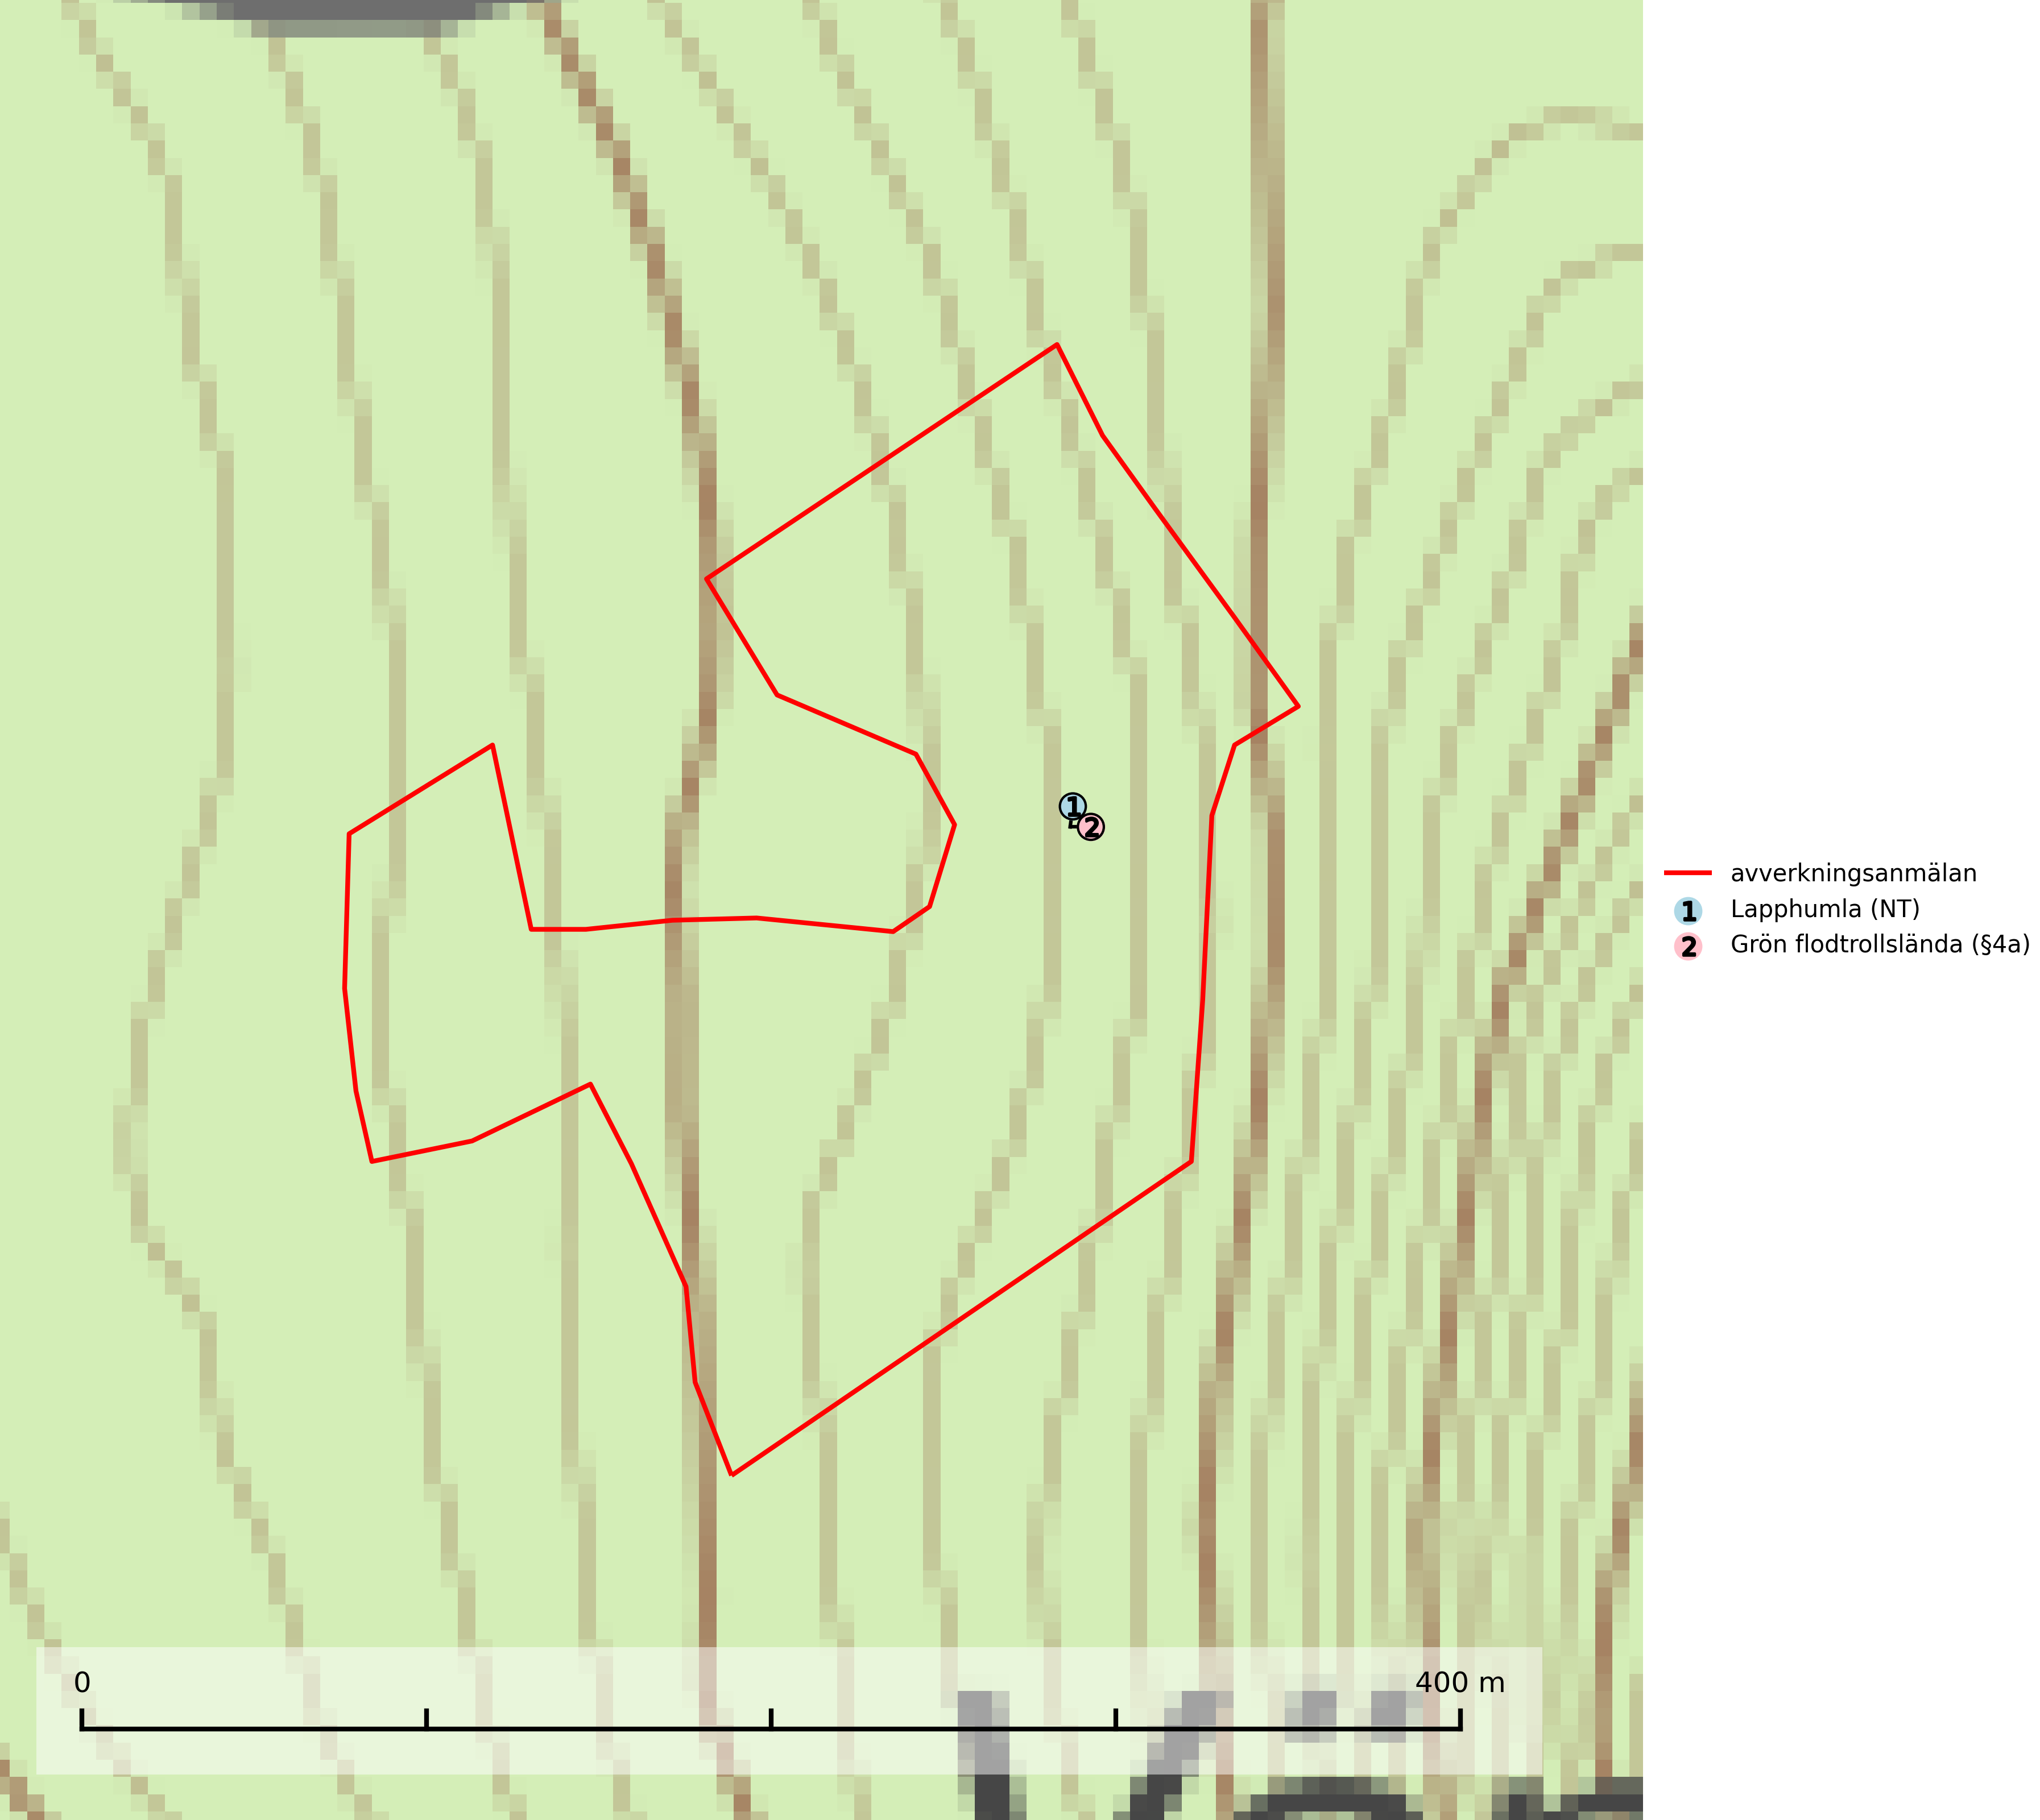 1
2
avverkningsanmälan
1 Lapphumla (NT)
2 Grön flodtrollslända (§4a)
0 400 m